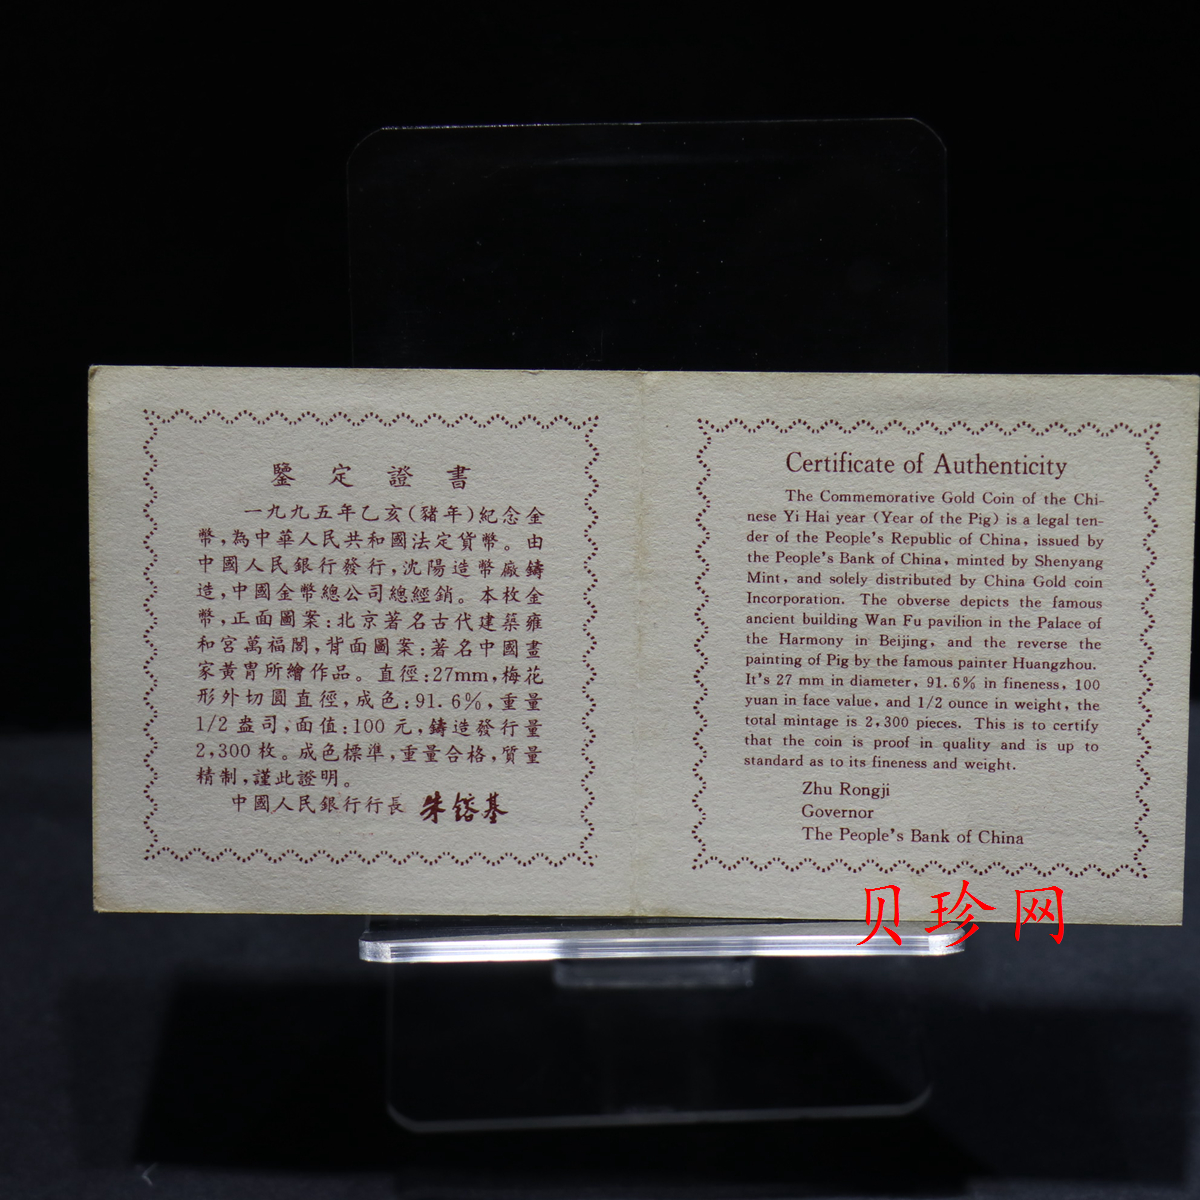 鑒定證書
一九九五年乙亥(豬年)紀念金
幣,為中華人民共和國法定貨幣。由
中國人民銀行發行,沈陽造幣廠鑄
造,中國金幣總公司總經銷。本枚金
幣,正面圖案:北京著名古代建築雍
和宮萬福閣,背面圖案:著名中國畫
家黃胄所繪作品。直徑:27mm,梅花
形外切圓直徑,成色:91.6%,重量
1/2盎司,面值:100元,鑄造發行量
2,300枚。成色標準,重量合格,質量
精制,謹此證明。
中國人民銀行行長 朱鎔基
Certificate of Authenticity
The Commemorative Gold Coin of the Chi-
nese Yi Hai year (Year of the Pig) is a legal ten-
der of the People's Republic of China, issued by
the People's Bank of China, minted by Shenyang
Mint, and solely distributed by China Gold coin
Incorporation. The obverse depicts the famous
ancient building Wan Fu pavilion in the Palace of
the Harmony in Beijing, and the reverse the
painting of Pig by the famous painter Huangzhou.
It's 27 mm in diameter, 91.6% in fineness, 100
yuan in face value, and 1/2 ounce in weight, the
total mintage is 2,300 pieces. This is to certify
that the coin is proof in quality and is up to
standard as to its fineness and weight.
Zhu Rongji
Governor
The People's Bank of China
贝珍网